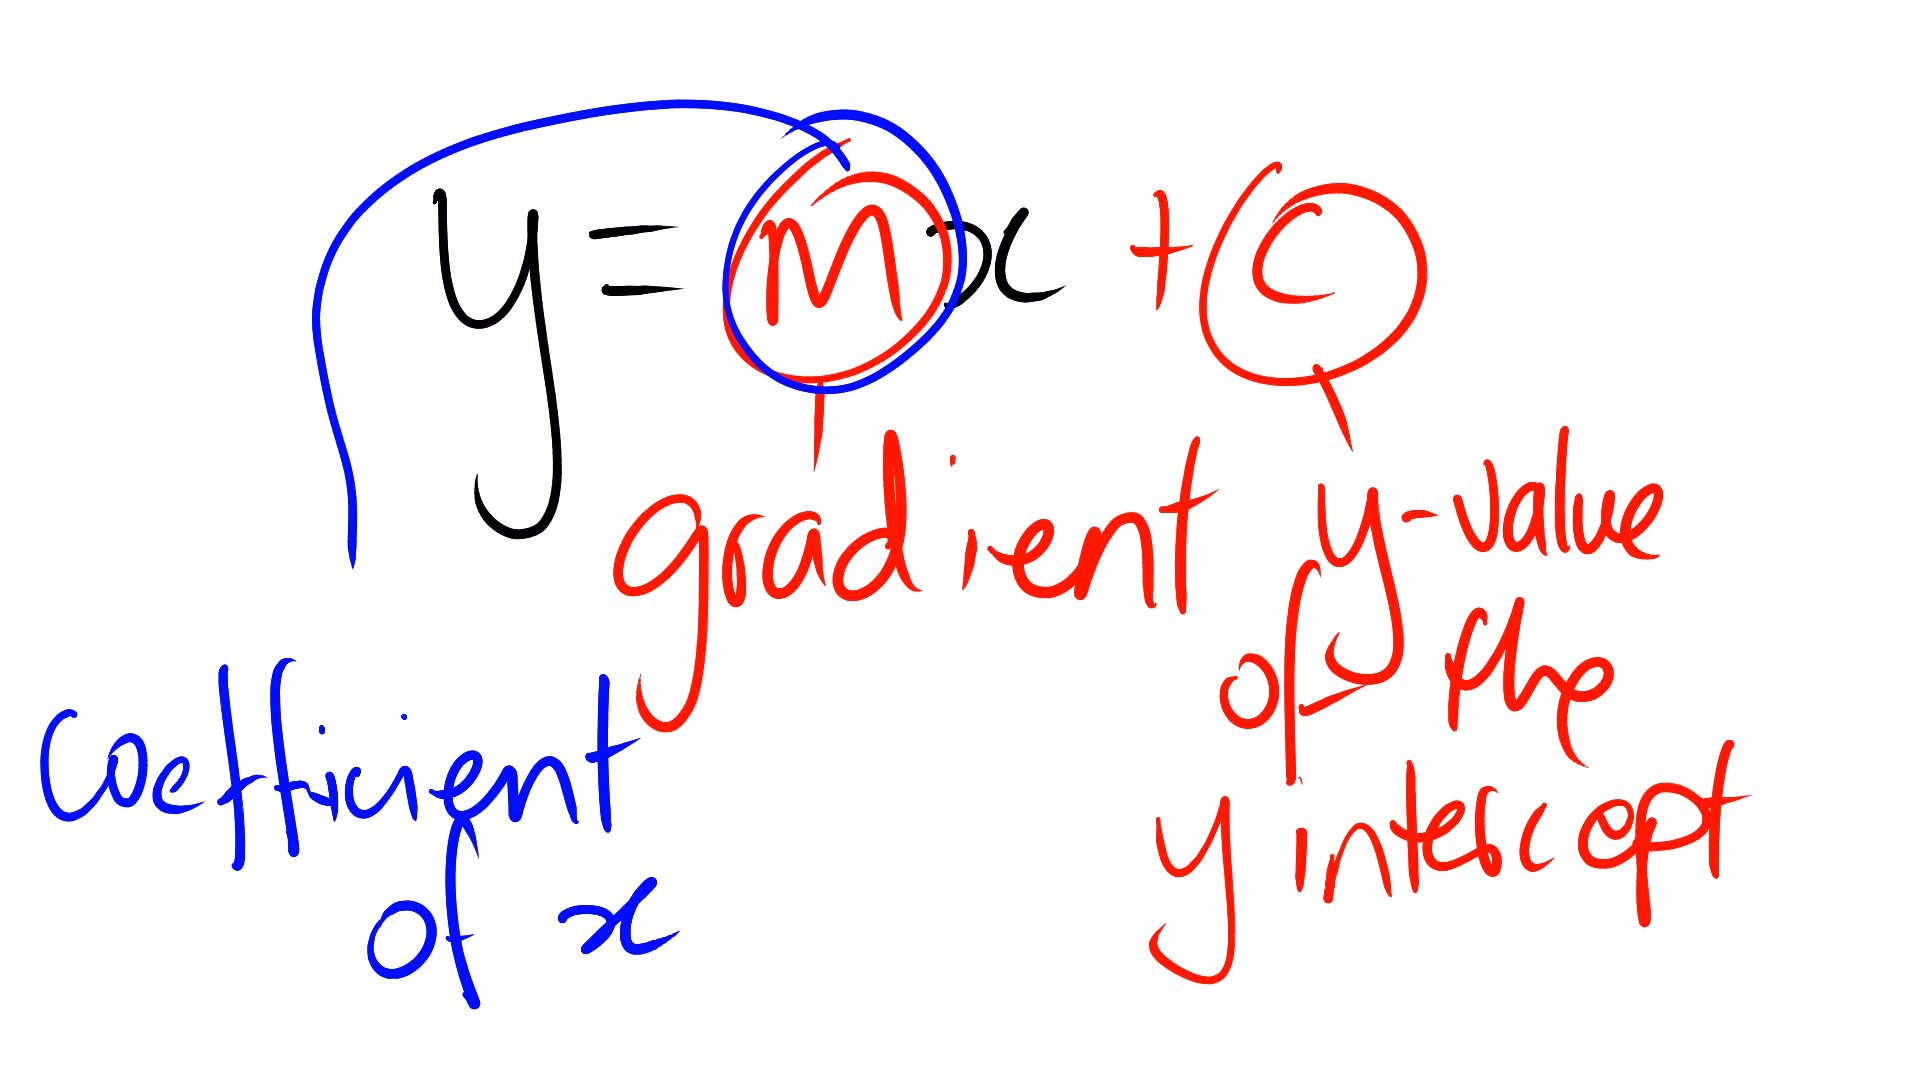 y = mx + c
gradient
y-value
of the
y intercept
coefficient
of x